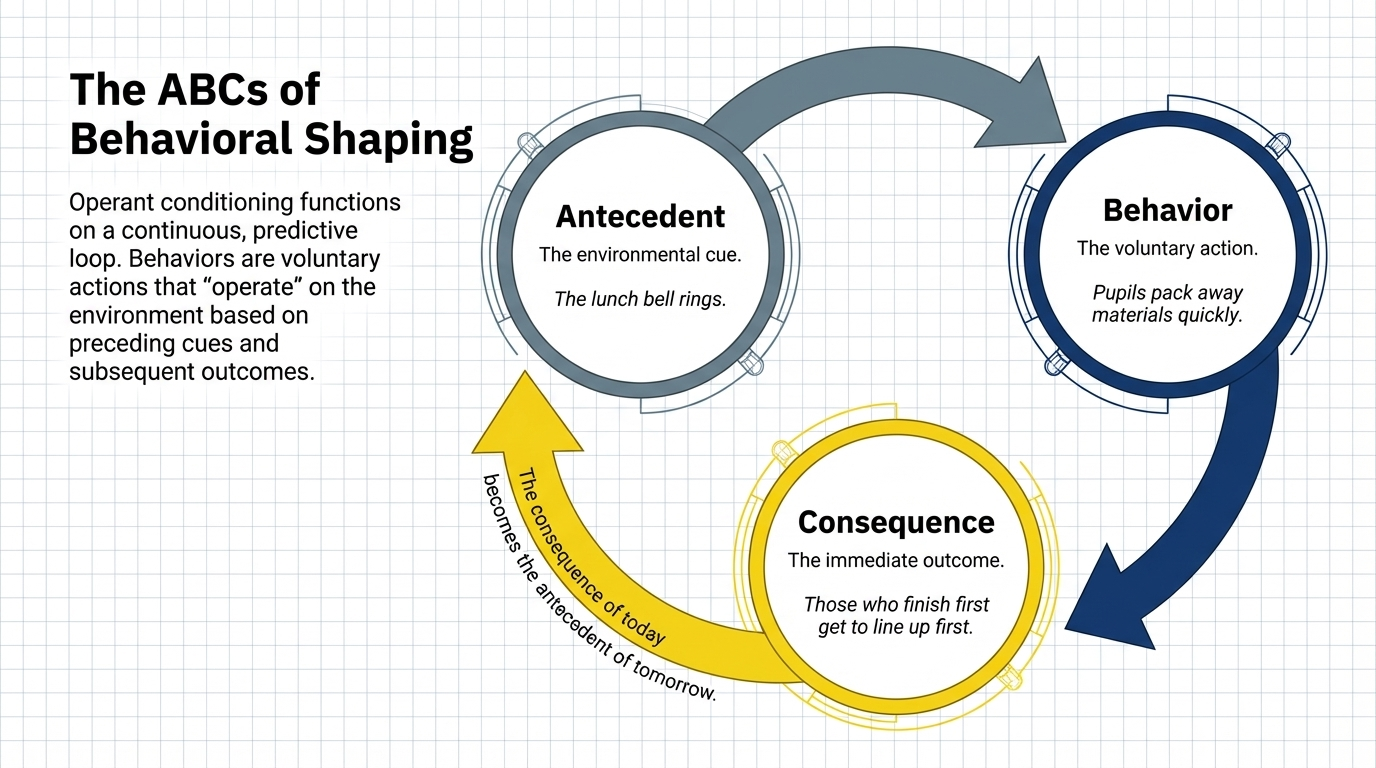 The ABCs of
Behavioral Shaping
Operant conditioning functions
on a continuous, predictive
loop. Behaviors are voluntary
actions that “operate” on the
environment based on
preceding cues and
subsequent outcomes.
Antecedent
The environmental cue.
The lunch bell rings.
Behavior
The voluntary action.
Pupils pack away
materials quickly.
Consequence
The immediate outcome.
Those who finish first
get to line up first.
The consequence of today
becomes the antecedent of tomorrow.